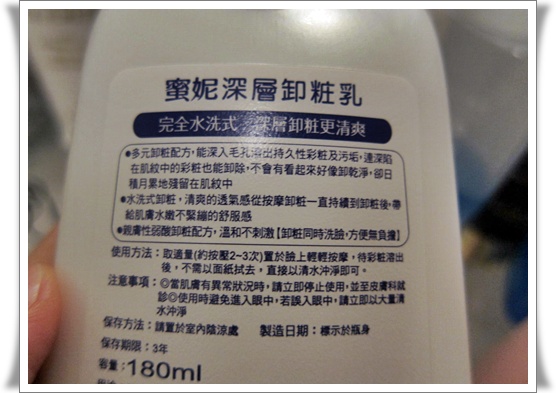 蜜妮深層卸粧乳
完全水洗式，深層卸粧更清爽
●多元卸粧配方，能深入毛孔溶出持久性彩粧及污垢，連深陷
在肌紋中的彩粧也能卸除，不會有看起來好像卸乾淨，卻日
積月累地殘留在肌紋中
●水洗式卸粧，清爽的透氣感從按摩卸粧一直持續到卸粧後，帶
給肌膚水嫩不緊繃的舒服感
●親膚性弱酸卸粧配方，溫和不刺激【卸粧同時洗臉，方便無負擔】
使用方法：取適量(約按壓2~3次)置於臉上輕輕按摩，待彩粧溶出
後，不需以面紙拭去，直接以清水沖淨即可。
注意事項：◎當肌膚有異常狀況時，請立即停止使用，並至皮膚科就
診◎使用時避免進入眼中，若誤入眼中，請立即以大量清
水沖淨
保存方法：請置於室內陰涼處 製造日期：標示於瓶身
保存期限：3年
容量：180ml